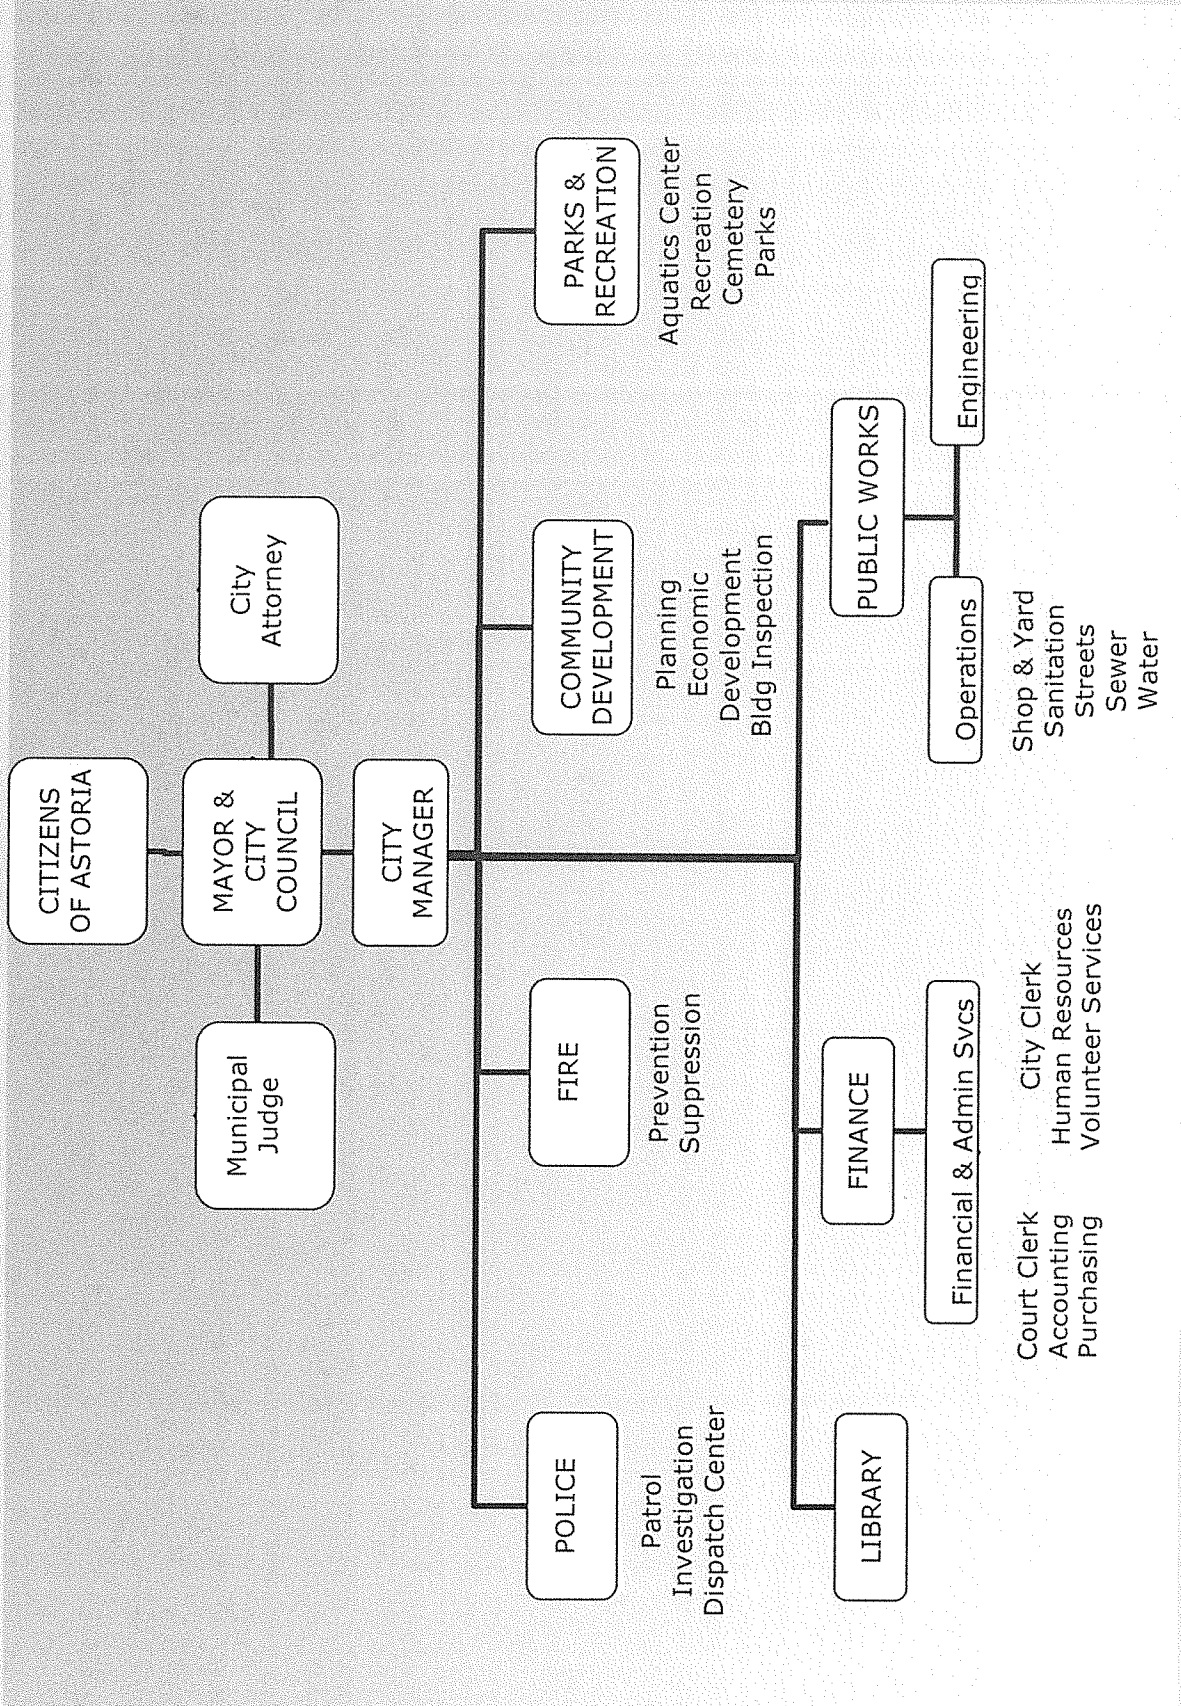 CITIZENS
OF ASTORIA
Municipal
Judge
MAYOR &
CITY
COUNCIL
City
Attorney
CITY
MANAGER
POLICE
Patrol
Investigation
Dispatch Center
FIRE
Prevention
Suppression
COMMUNITY
DEVELOPMENT
Planning
Economic
Development
Bldg Inspection
PARKS &
RECREATION
Aquatics Center
Recreation
Cemetery
Parks
LIBRARY
FINANCE
Financial & Admin Svcs
Court Clerk
Accounting
Purchasing
City Clerk
Human Resources
Volunteer Services
PUBLIC WORKS
Operations
Shop & Yard
Sanitation
Streets
Sewer
Water
Engineering